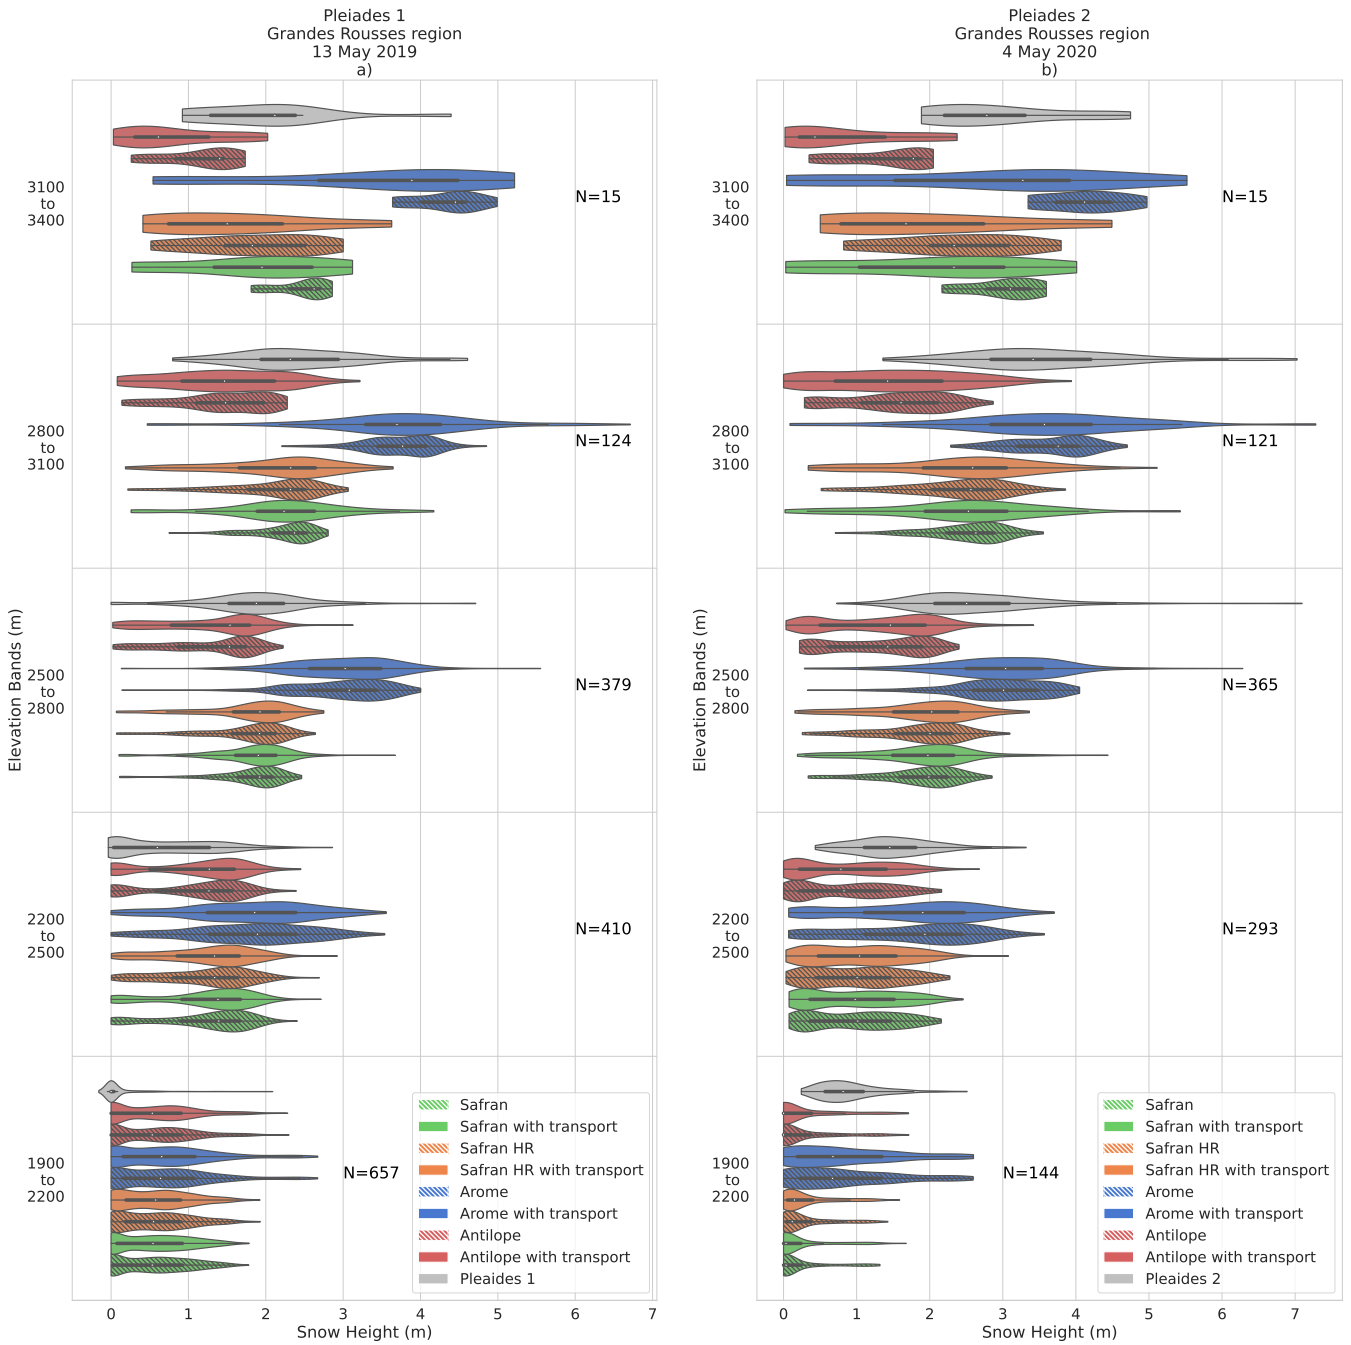 Pleiades 1
Grandes Rousses region
13 May 2019
a)
Elevation Bands (m)
3100
to
3400
N=15
2800
to
3100
N=124
2500
to
2800
N=379
2200
to
2500
N=410
1900
to
2200
N=657
Safran
Safran with transport
Safran HR
Safran HR with transport
Arome
Arome with transport
Antilope
Antilope with transport
Pleaides 1
0 1 2 3 4 5 6 7
Snow Height (m)
Pleiades 2
Grandes Rousses region
4 May 2020
b)
Elevation Bands (m)
3100
to
3400
N=15
2800
to
3100
N=121
2500
to
2800
N=365
2200
to
2500
N=293
1900
to
2200
N=144
Safran
Safran with transport
Safran HR
Safran HR with transport
Arome
Arome with transport
Antilope
Antilope with transport
Pleaides 2
0 1 2 3 4 5 6 7
Snow Height (m)